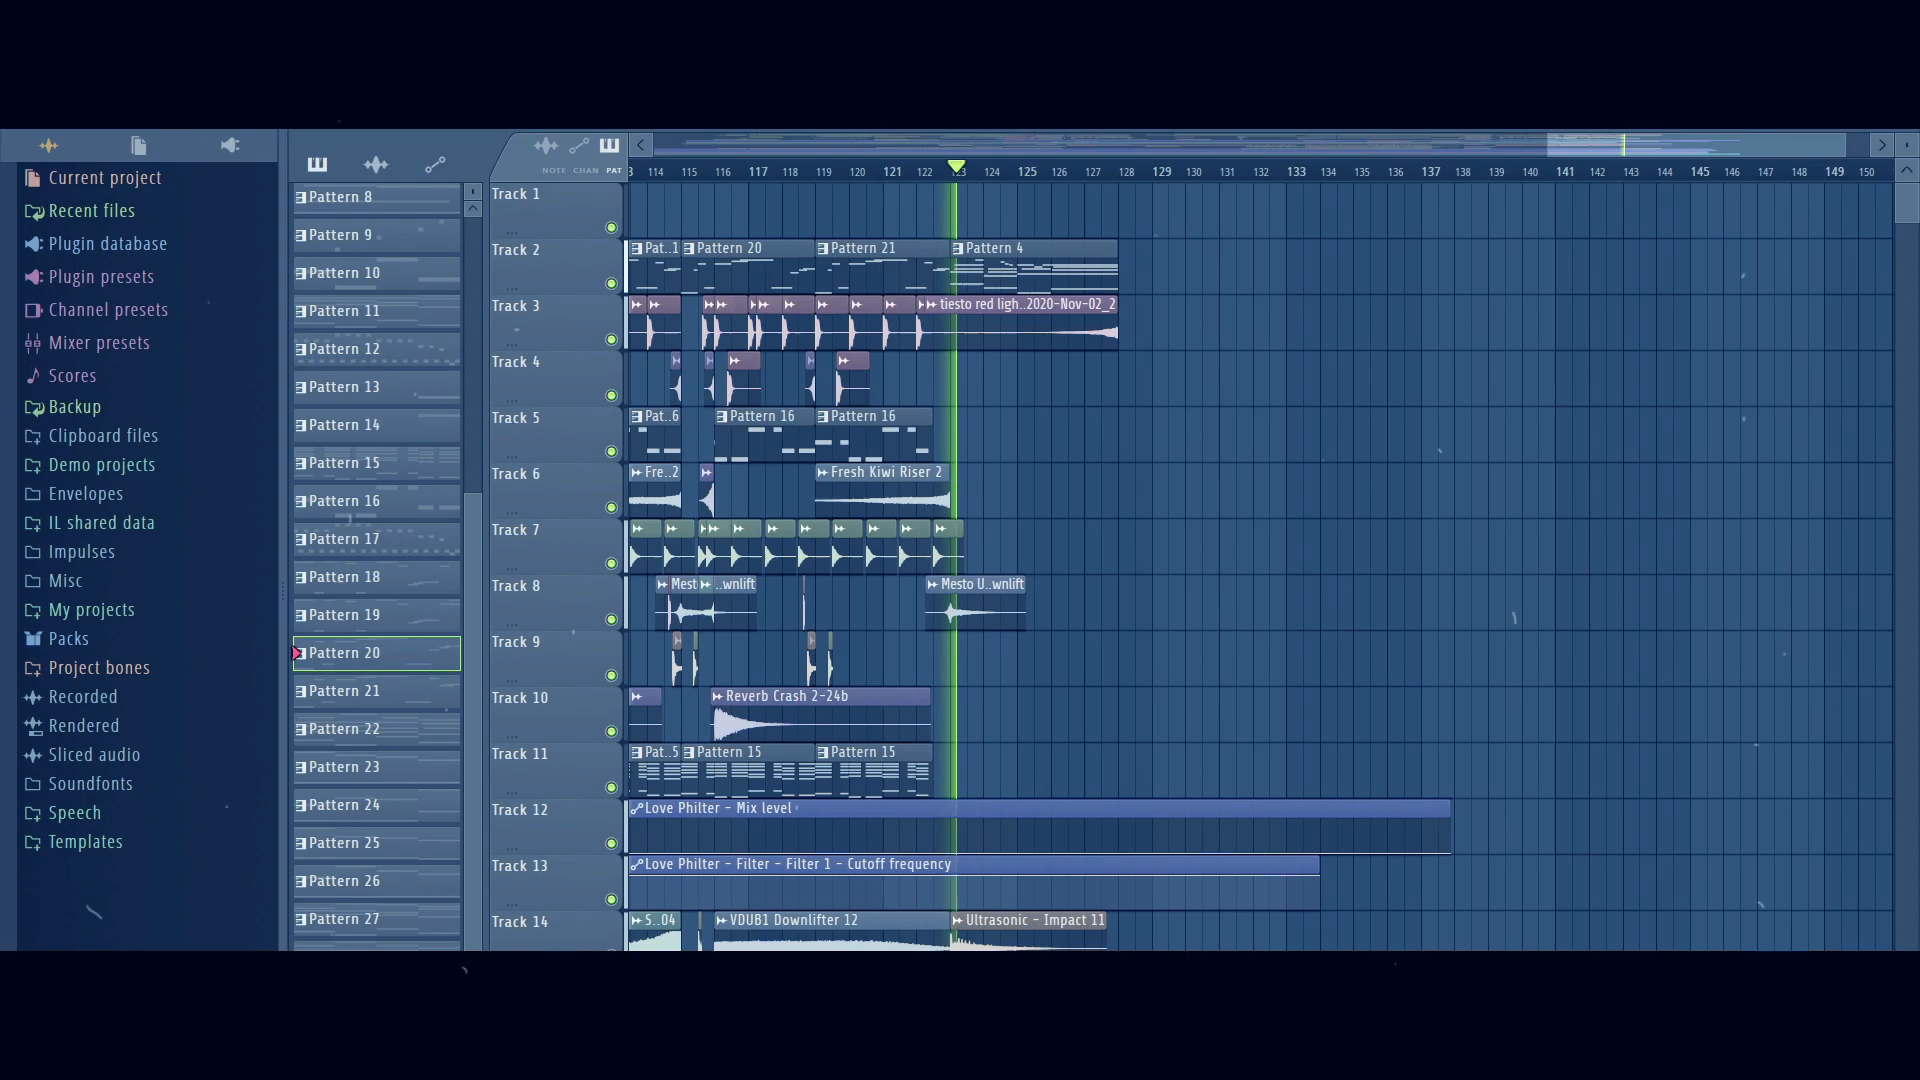 Current project
Recent files
Plugin database
Plugin presets
Channel presets
Mixer presets
Scores
Backup
Clipboard files
Demo projects
Envelopes
IL shared data
Impulses
Misc
My projects
Packs
Project bones
Recorded
Rendered
Sliced audio
Soundfonts
Speech
Templates
Pattern 8
Pattern 9
Pattern 10
Pattern 11
Pattern 12
Pattern 13
Pattern 14
Pattern 15
Pattern 16
Pattern 17
Pattern 18
Pattern 19
Pattern 20
Pattern 21
Pattern 22
Pattern 23
Pattern 24
Pattern 25
Pattern 26
Pattern 27
NOTE CHAN PAT
3 114 115 116 117 118 119 120 121 122 123 124 125 126 127 128 129 130 131 132 133 134 135 136 137 138 139 140 141 142 143 144 145 146 147 148 149 150
Track 1
Track 2
Pat..1 Pattern 20 Pattern 21 Pattern 4
Track 3
tiesto red ligh..2020-Nov-02_2
Track 4
Track 5
Pat..6 Pattern 16 Pattern 16
Track 6
Fre..2 Fresh Kiwi Riser 2
Track 7
Track 8
Mest ..wnlift Mesto U..wnlift
Track 9
Track 10
Reverb Crash 2-24b
Track 11
Pat..5 Pattern 15 Pattern 15
Track 12
Love Philter - Mix level
Track 13
Love Philter - Filter - Filter 1 - Cutoff frequency
Track 14
S..04 VDUB1 Downlifter 12 Ultrasonic - Impact 11